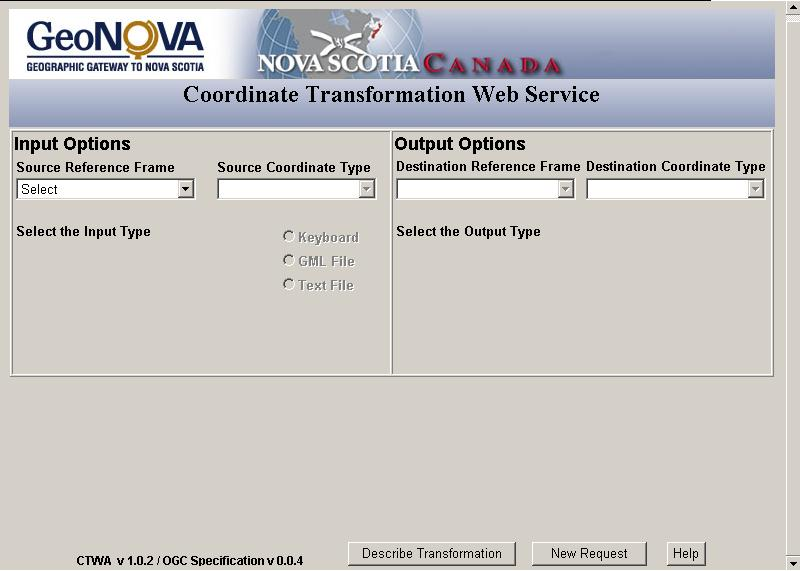 GeoNOVA
GEOGRAPHIC GATEWAY TO NOVA SCOTIA
NOVA SCOTIA CANADA
Coordinate Transformation Web Service
Input Options
Source Reference Frame
Source Coordinate Type
Select
Select the Input Type
Keyboard
GML File
Text File
Output Options
Destination Reference Frame
Destination Coordinate Type
Select the Output Type
CTWA v 1.0.2 / OGC Specification v 0.0.4
Describe Transformation
New Request
Help